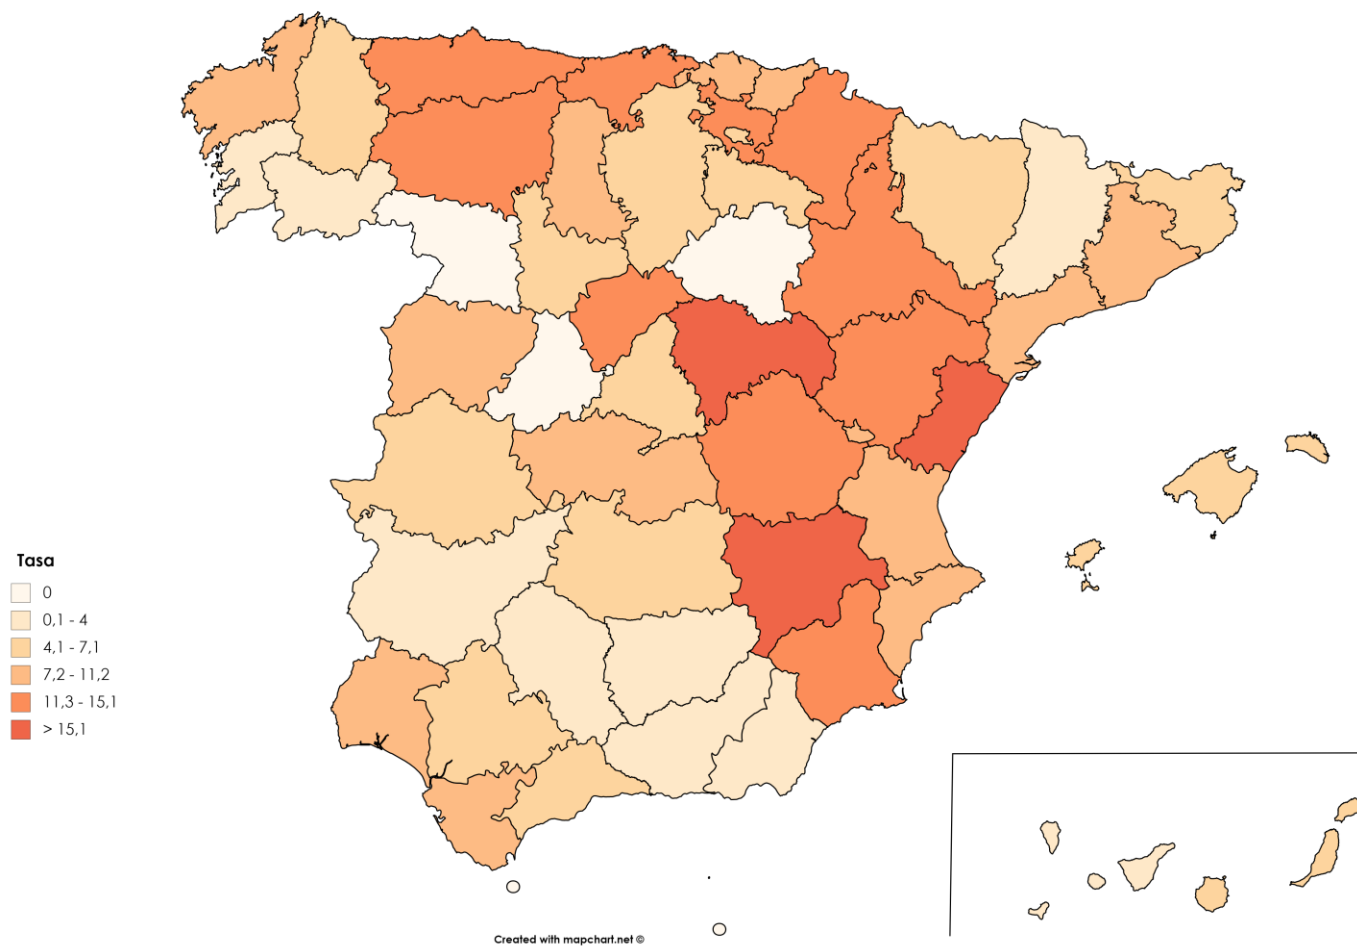 Tasa
0
0,1 - 4
4,1 - 7,1
7,2 - 11,2
11,3 - 15,1
> 15,1
Created with mapchart.net ©